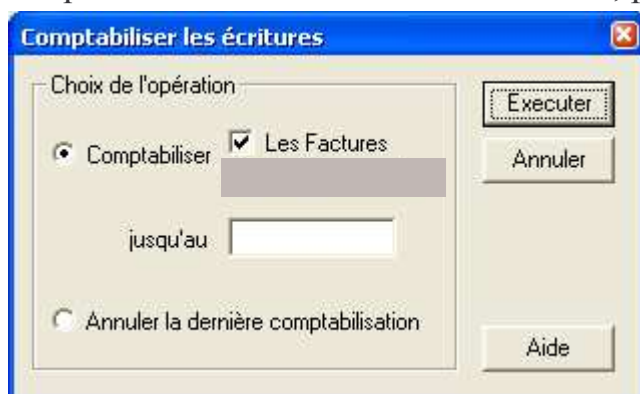 Comptabiliser les écritures
Choix de l'opération
Executer
Comptabiliser
Les Factures
Annuler
jusqu'au
Annuler la dernière comptabilisation
Aide